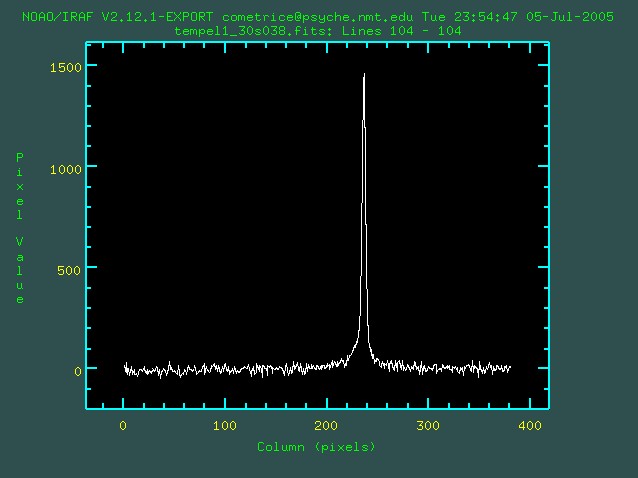 NOAO/IRAF V2.12.1-EXPORT cometrice@psyche.nmt.edu Tue 23:54:47 05-Jul-2005
tempel1_30s038.fits: Lines 104 - 104
1500
1000
500
0
Pixel Value
0 100 200 300 400
Column (pixels)